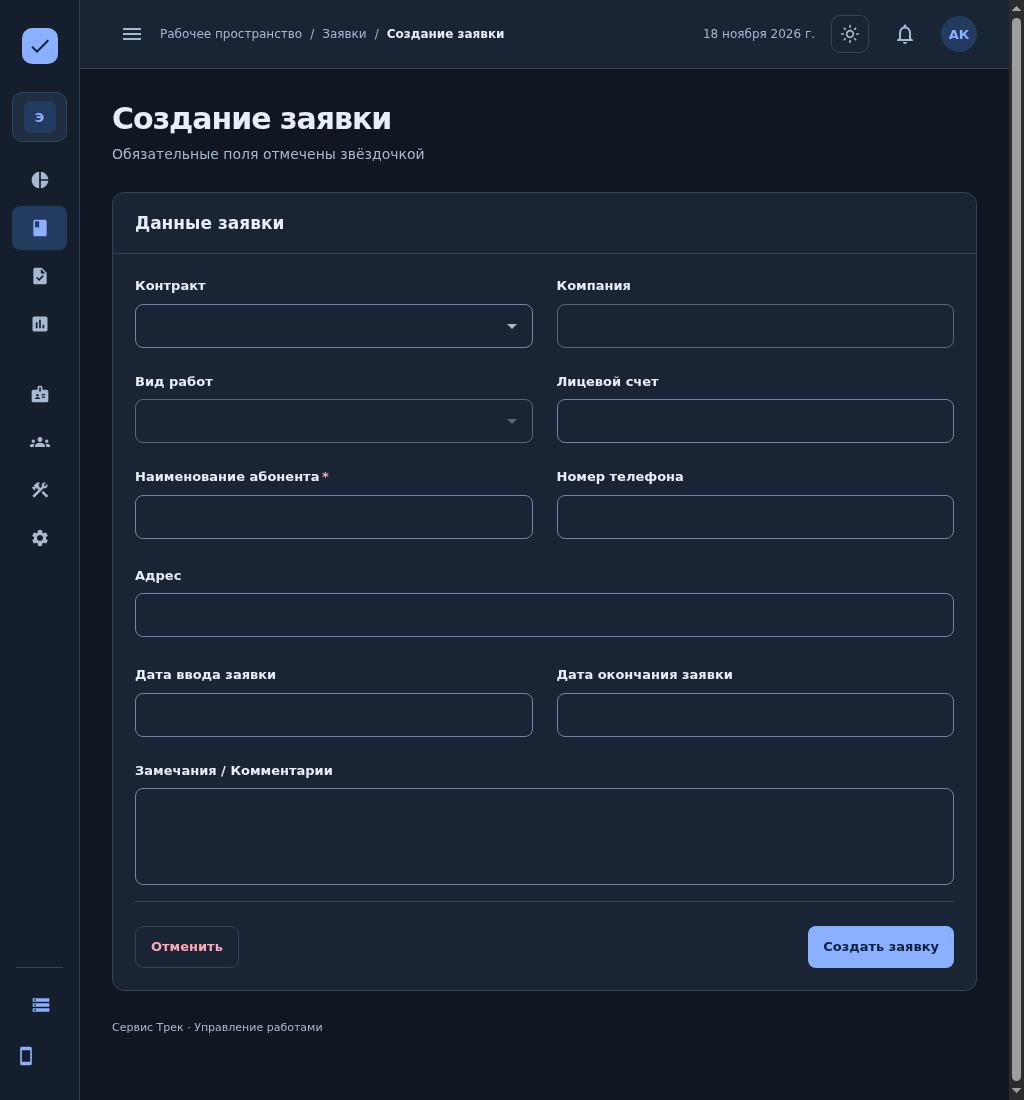 Рабочее пространство / Заявки / Создание заявки
18 ноября 2026 г.
АК
Э
Создание заявки
Обязательные поля отмечены звёздочкой
Данные заявки
Контракт
Компания
Вид работ
Лицевой счет
Наименование абонента *
Номер телефона
Адрес
Дата ввода заявки
Дата окончания заявки
Замечания / Комментарии
Отменить
Создать заявку
Сервис Трек · Управление работами